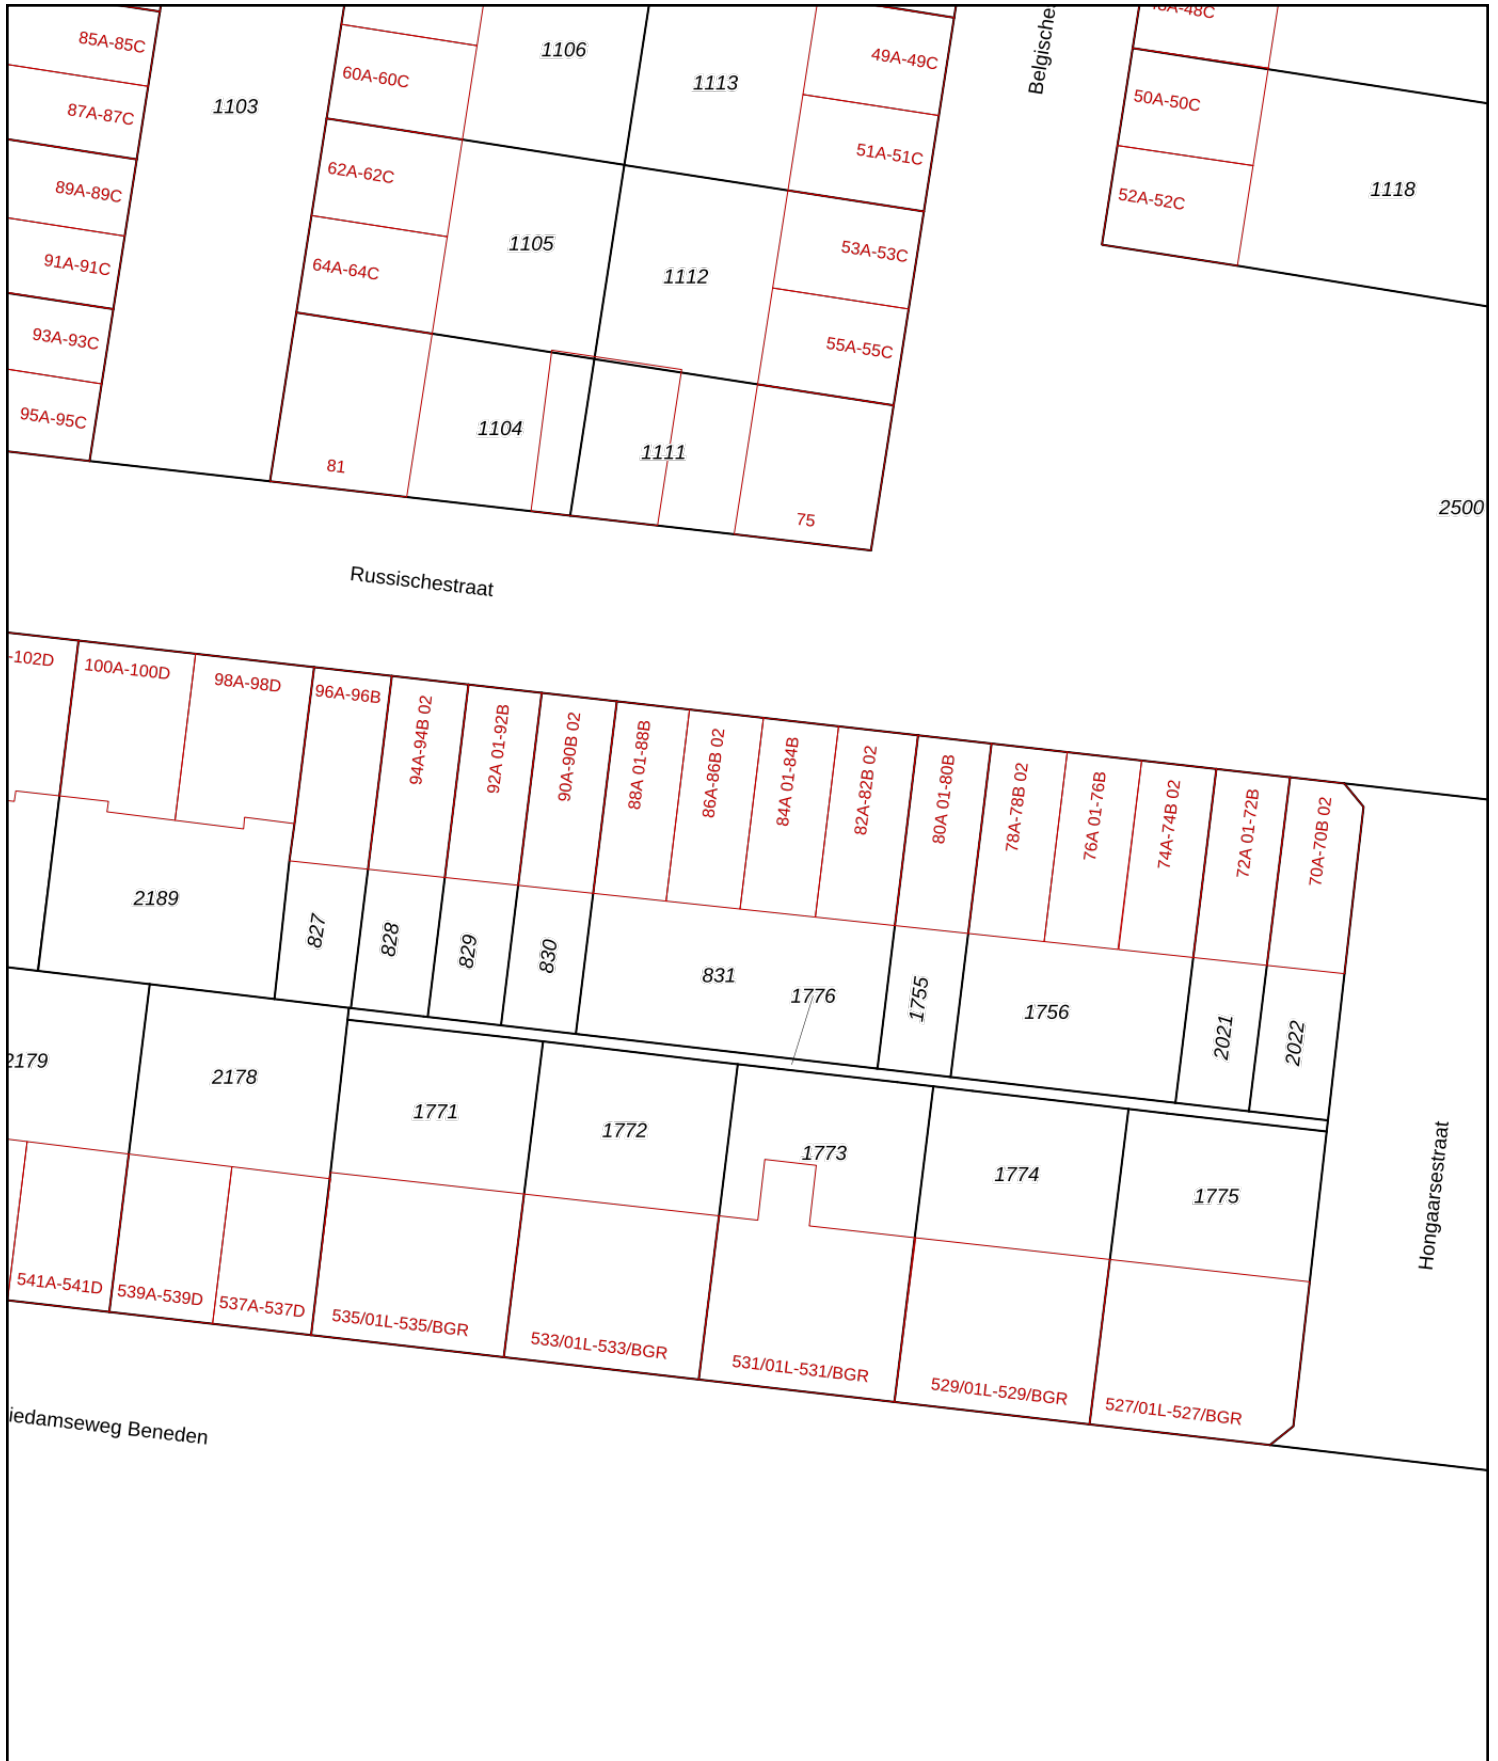 85A-85C
87A-87C
89A-89C
91A-91C
93A-93C
95A-95C
1103
60A-60C
62A-62C
64A-64C
81
1106
1105
1104
1113
1112
1111
49A-49C
51A-51C
53A-53C
55A-55C
75
Belgische
48A-48C
50A-50C
52A-52C
1118
2500
Russischestraat
-102D
100A-100D
98A-98D
96A-96B
94A-94B 02
92A 01-92B
90A-90B 02
88A 01-88B
86A-86B 02
84A 01-84B
82A-82B 02
80A 01-80B
78A-78B 02
76A 01-76B
74A-74B 02
72A 01-72B
70A-70B 02
2189
827
828
829
830
831
1776
1755
1756
2021
2022
2179
2178
1771
1772
1773
1774
1775
Hongaarsestraat
541A-541D
539A-539D
537A-537D
535/01L-535/BGR
533/01L-533/BGR
531/01L-531/BGR
529/01L-529/BGR
527/01L-527/BGR
iedamseweg Beneden